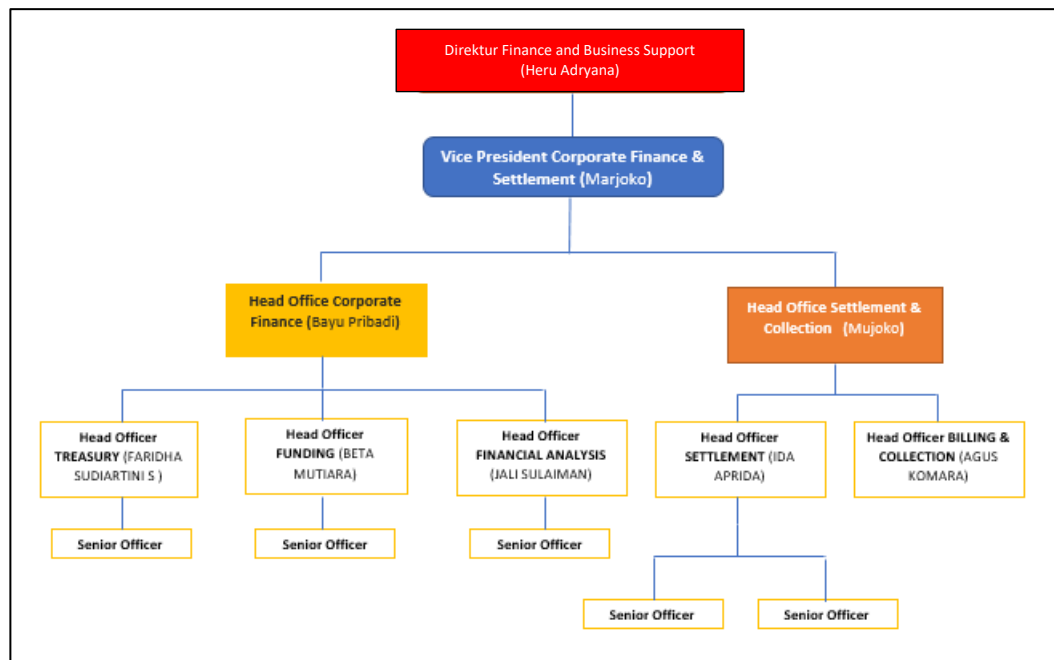 Direktur Finance and Business Support
(Heru Adryana)
Vice President Corporate Finance &
Settlement (Marjoko)
Head Office Corporate
Finance (Bayu Pribadi)
Head Office Settlement &
Collection (Mujoko)
Head Officer
TREASURY (FARIDHA
SUDIARTINI S )
Head Officer
FUNDING (BETA
MUTIARA)
Head Officer
FINANCIAL ANALYSIS
(JALI SULAIMAN)
Head Officer
SETTLEMENT (IDA
APRIDA)
Head Officer BILLING &
COLLECTION (AGUS
KOMARA)
Senior Officer
Senior Officer
Senior Officer
Senior Officer
Senior Officer